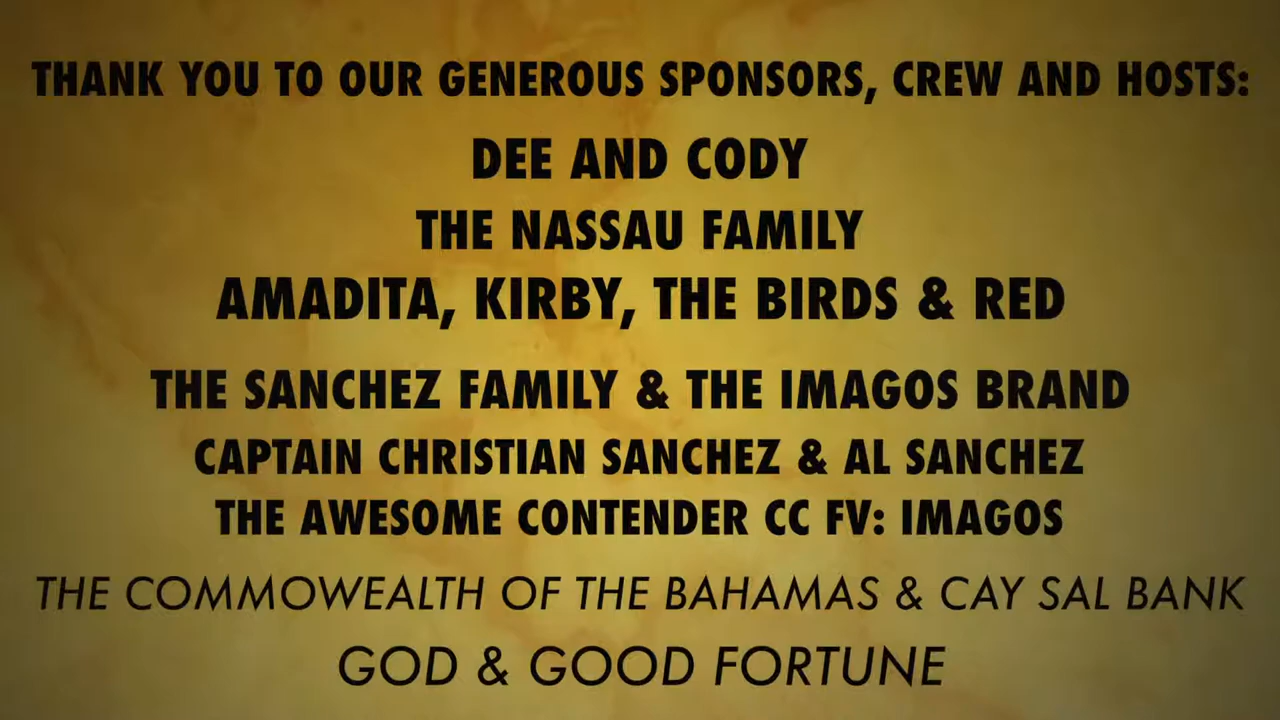 THANK YOU TO OUR GENEROUS SPONSORS, CREW AND HOSTS:
DEE AND CODY
THE NASSAU FAMILY
AMADITA, KIRBY, THE BIRDS & RED
THE SANCHEZ FAMILY & THE IMAGOS BRAND
CAPTAIN CHRISTIAN SANCHEZ & AL SANCHEZ
THE AWESOME CONTENDER CC FV: IMAGOS
THE COMMOWEALTH OF THE BAHAMAS & CAY SAL BANK
GOD & GOOD FORTUNE